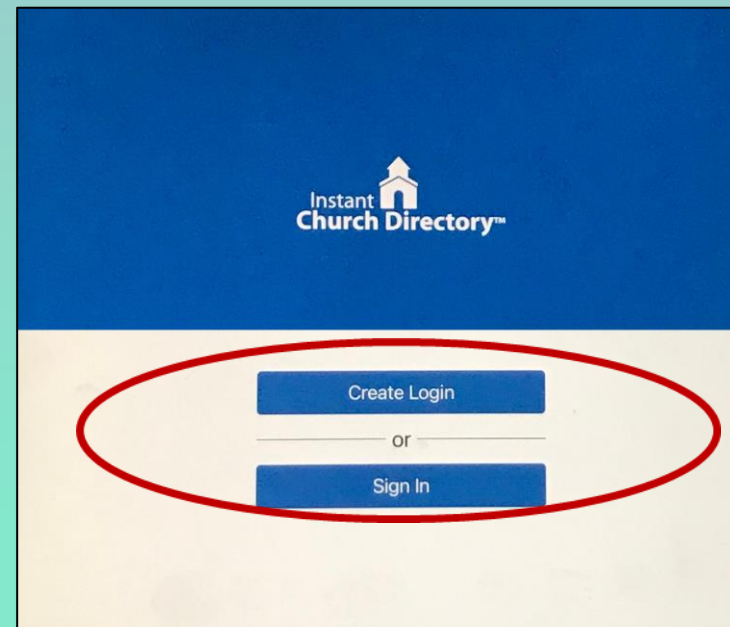 Instant
Church Directory™
Create Login
or
Sign In